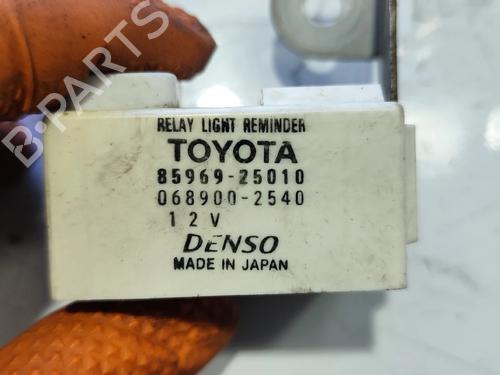 RELAY LIGHT REMINDER
TOYOTA
85969-25010
068900-2540
12V
DENSO
MADE IN JAPAN
B-PARTS